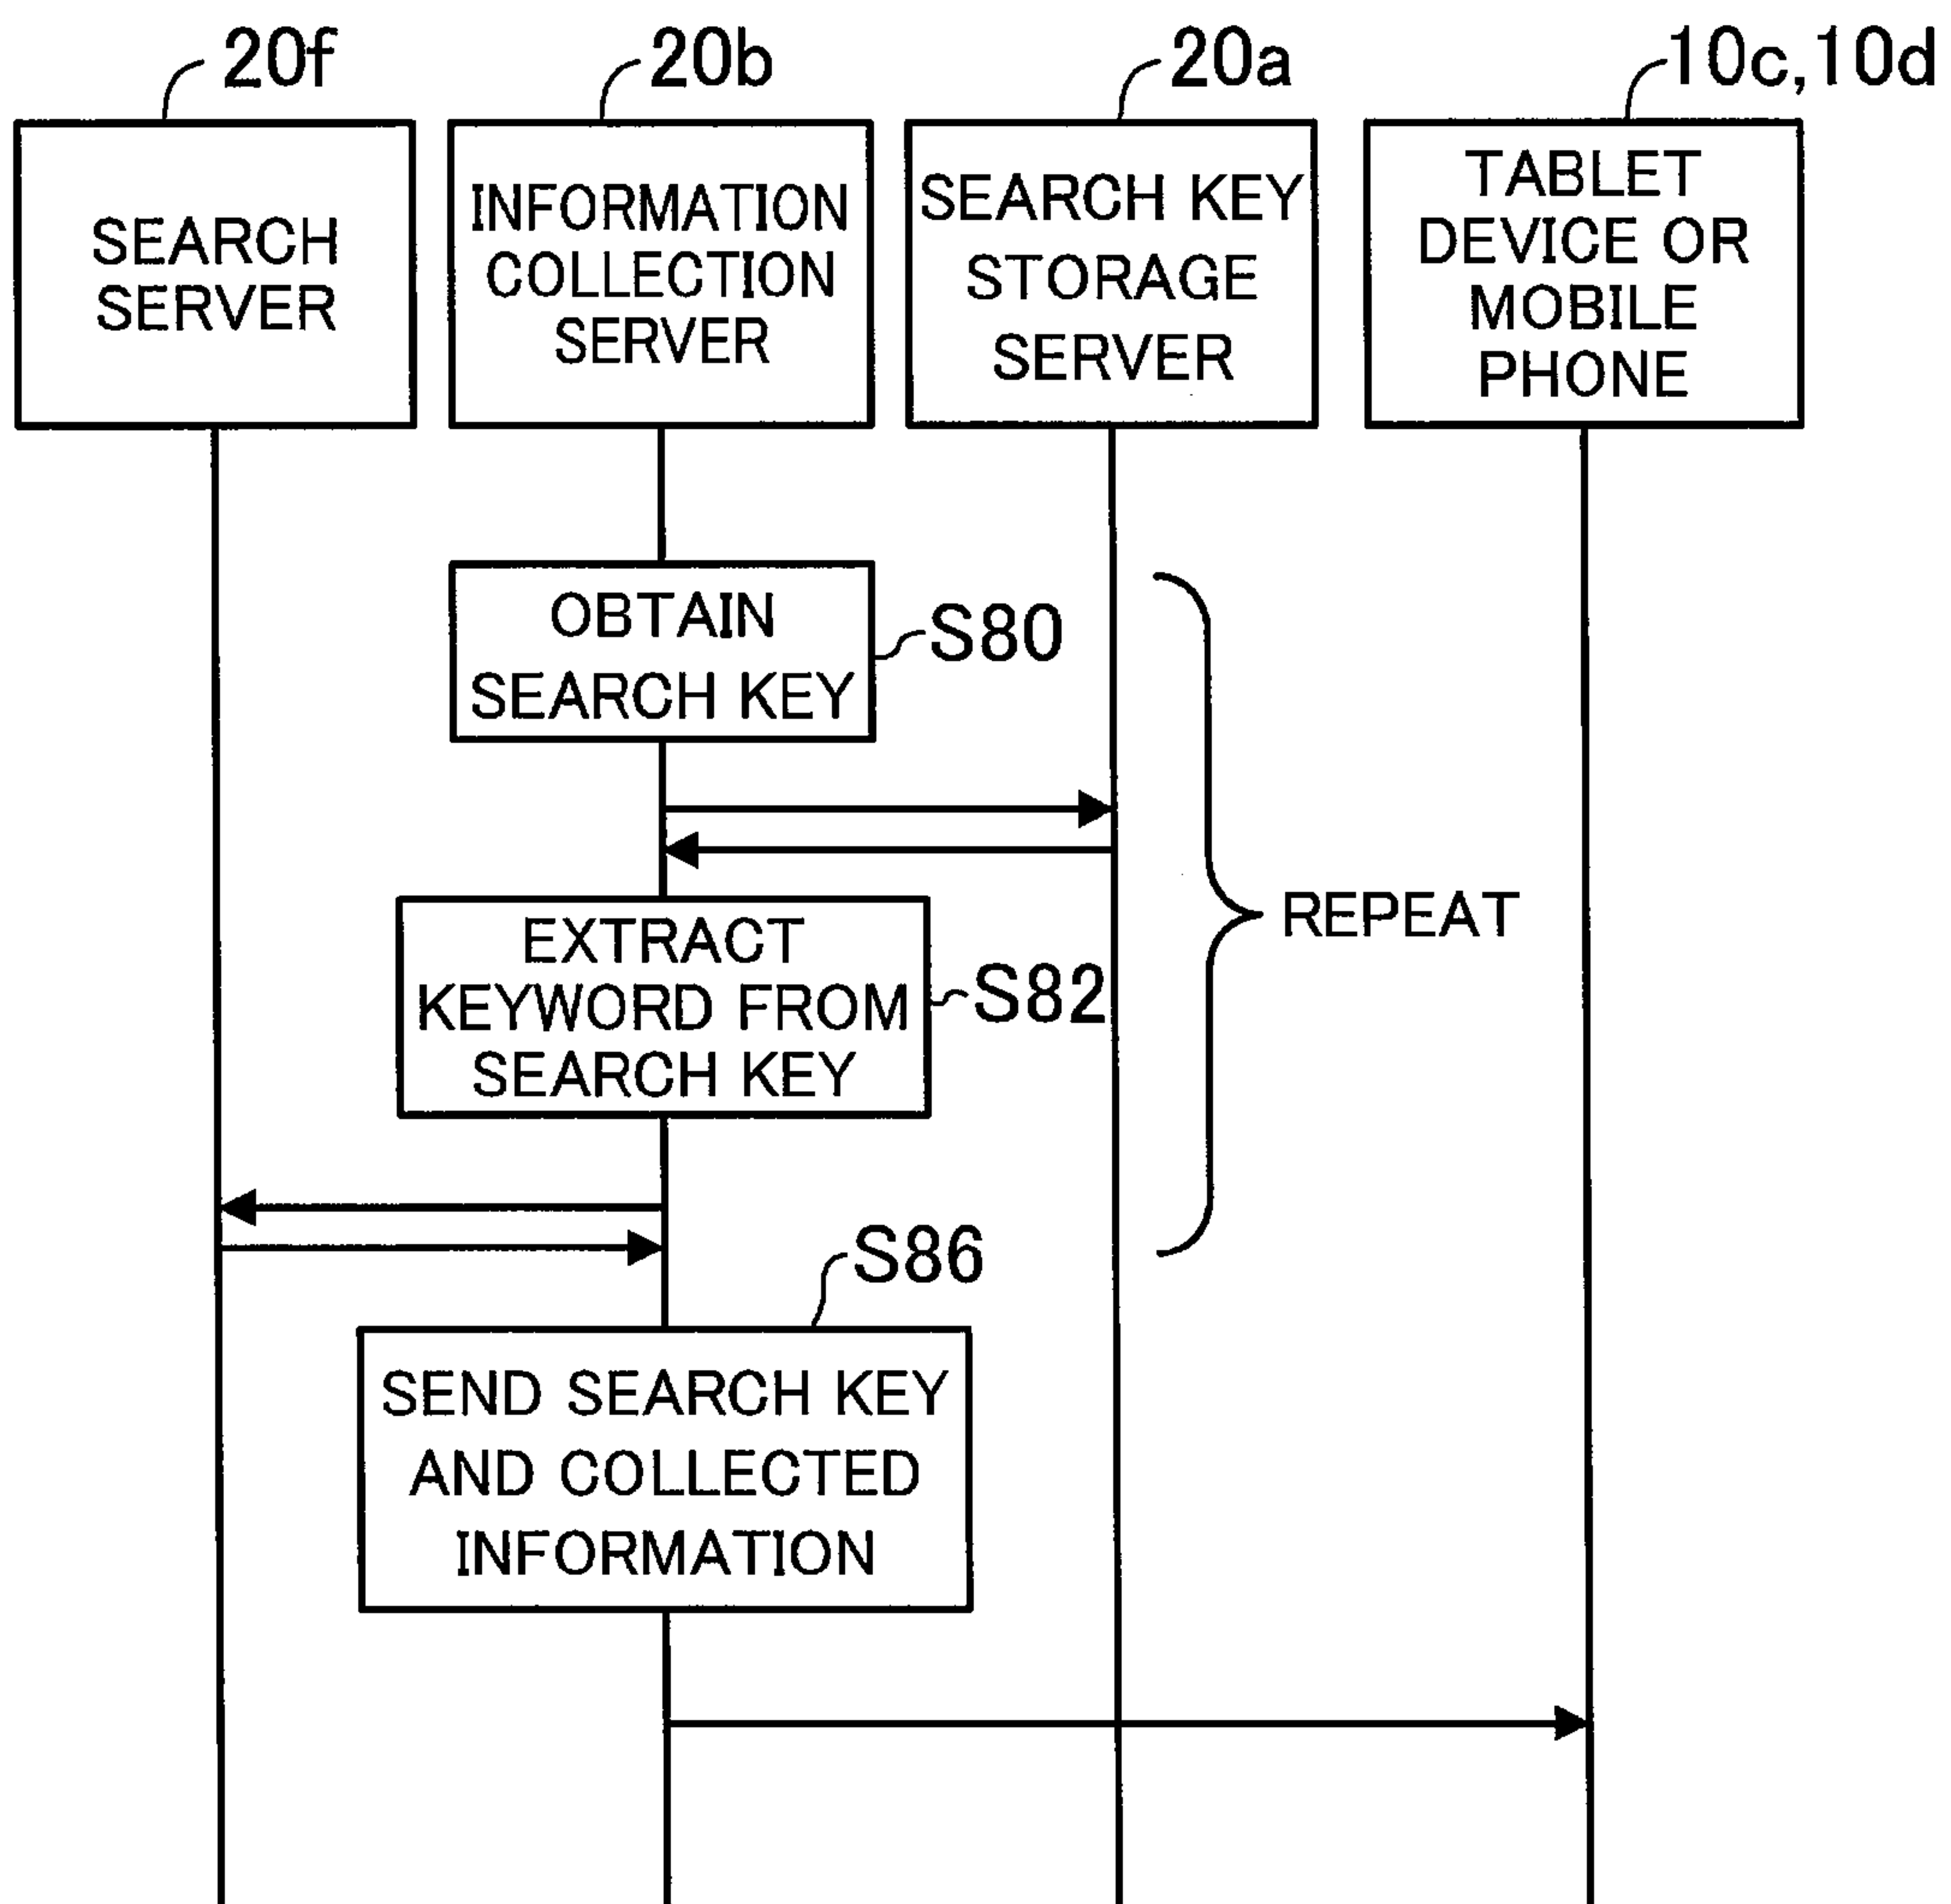 20f
20b
20a
10c,10d
SEARCH
SERVER
INFORMATION
COLLECTION
SERVER
SEARCH KEY
STORAGE
SERVER
TABLET
DEVICE OR
MOBILE
PHONE
OBTAIN
SEARCH KEY
S80
EXTRACT
KEYWORD FROM
SEARCH KEY
S82
REPEAT
S86
SEND SEARCH KEY
AND COLLECTED
INFORMATION